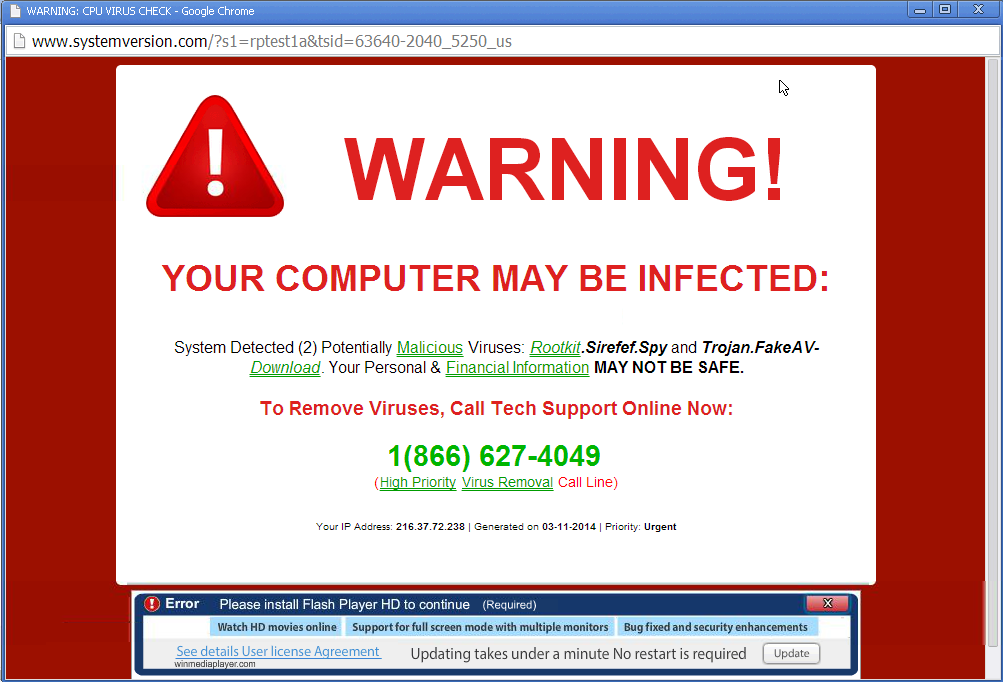 WARNING: CPU VIRUS CHECK - Google Chrome
www.systemversion.com/?s1=rptest1a&tsid=63640-2040_5250_us
WARNING!
YOUR COMPUTER MAY BE INFECTED:
System Detected (2) Potentially Malicious Viruses: Rootkit.Sirefef.Spy and Trojan.FakeAV-
Download. Your Personal & Financial Information MAY NOT BE SAFE.
To Remove Viruses, Call Tech Support Online Now:
1(866) 627-4049
(High Priority Virus Removal Call Line)
Your IP Address: 216.37.72.238 | Generated on 03-11-2014 | Priority: Urgent
Error Please install Flash Player HD to continue (Required)
Watch HD movies online Support for full screen mode with multiple monitors Bug fixed and security enhancements
See details User license Agreement Updating takes under a minute No restart is required Update
winmediaplayer.com